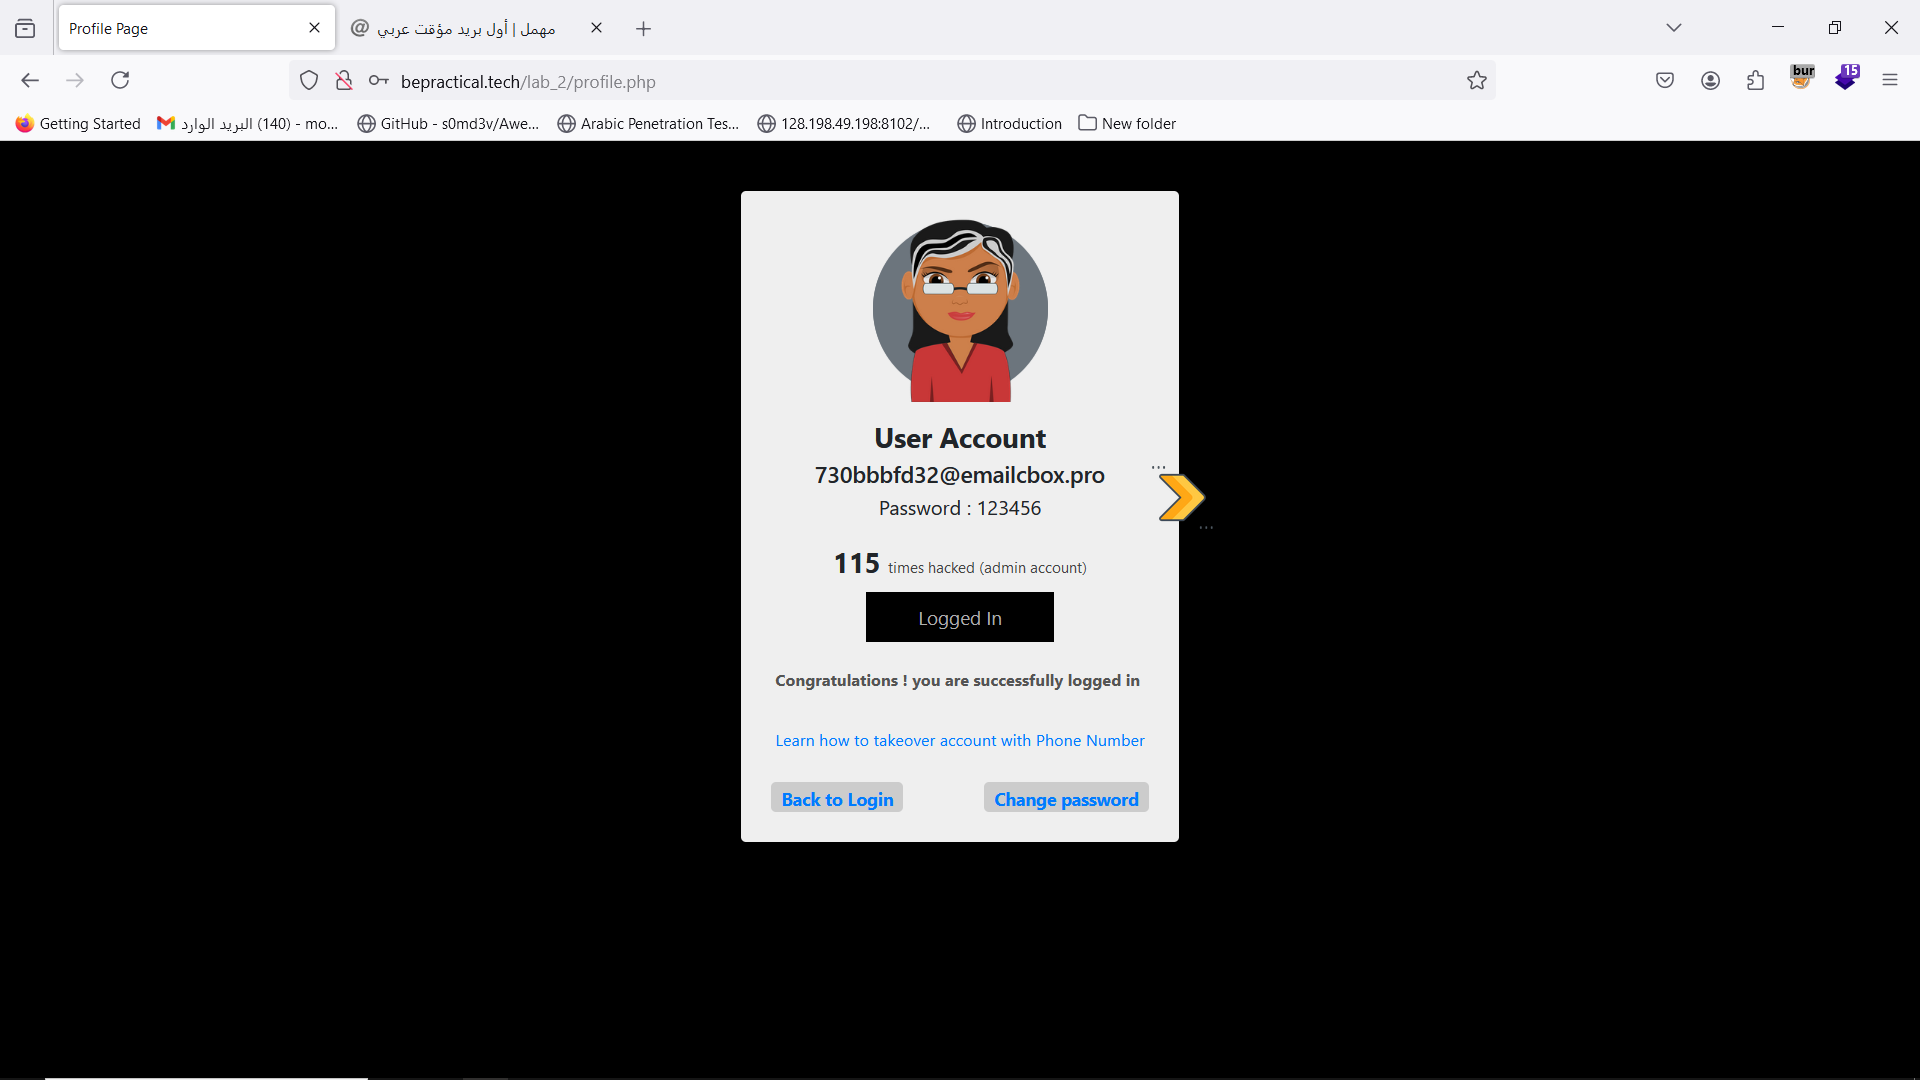 Profile Page
مهمل | أول بريد مؤقت عربي
bepractical.tech/lab_2/profile.php
bur
15
Getting Started
البريد الوارد (140) - mo...
GitHub - s0md3v/Awe...
Arabic Penetration Tes...
128.198.49.198:8102/...
Introduction
New folder
User Account
730bbbfd32@emailcbox.pro
Password : 123456
115 times hacked (admin account)
Logged In
Congratulations ! you are successfully logged in
Learn how to takeover account with Phone Number
Back to Login
Change password